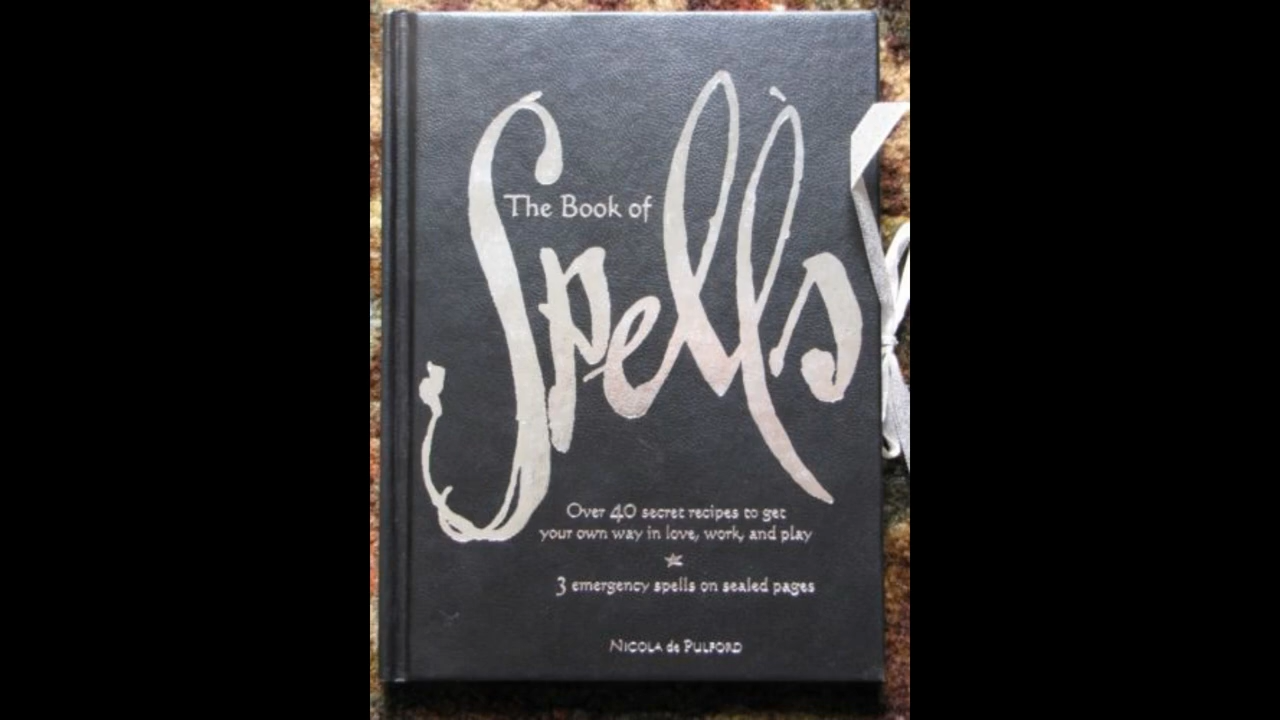 The Book of
Spells
Over 40 secret recipes to get
your own way in love, work, and play
3 emergency spells on sealed pages
NICOLA de PULFORD